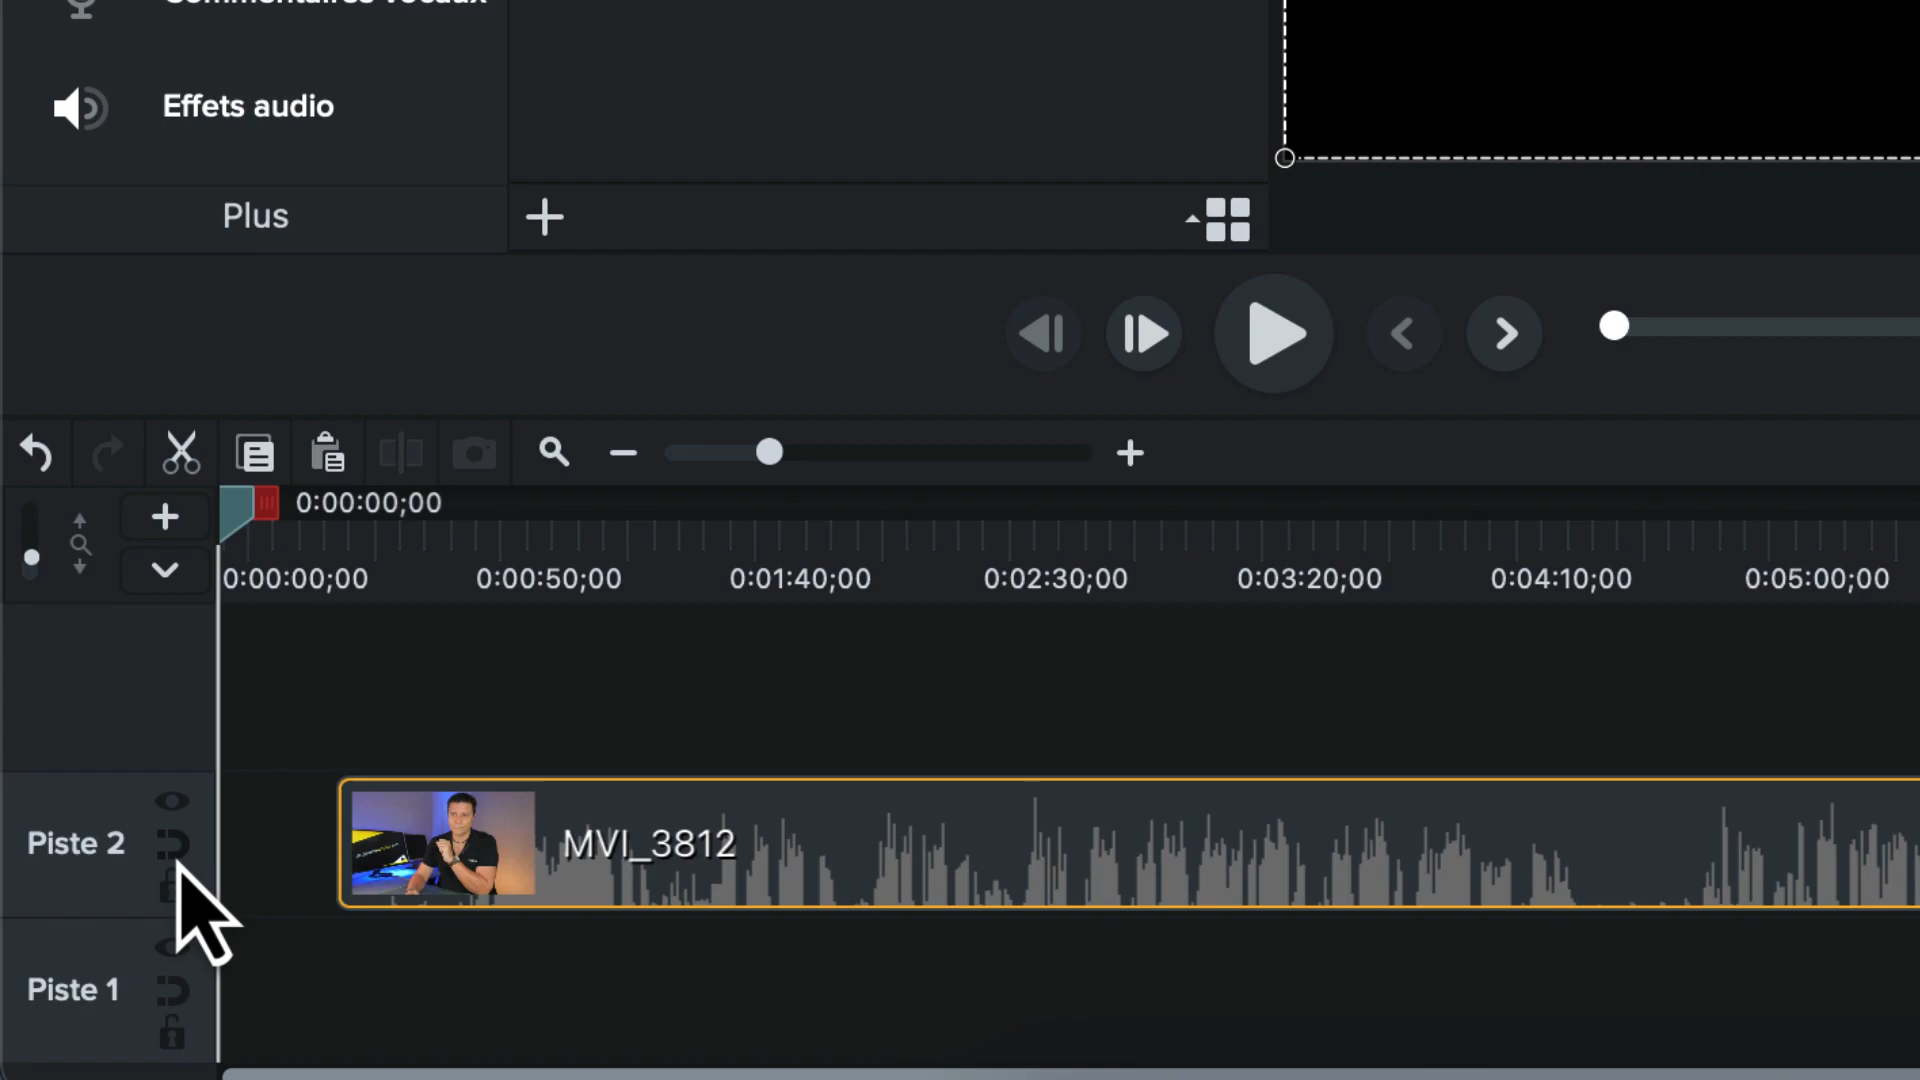 Commentaires vocaux
Effets audio
Plus
0:00:00;00
0:00:00;00 0:00:50;00 0:01:40;00 0:02:30;00 0:03:20;00 0:04:10;00 0:05:00;00
Piste 2
MVI_3812
Piste 1